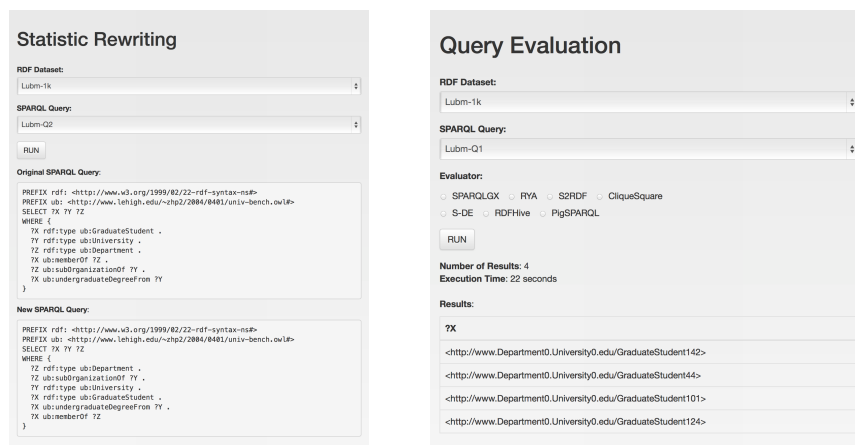 Statistic Rewriting
RDF Dataset:
Lubm-1k
SPARQL Query:
Lubm-Q2
RUN
Original SPARQL Query:
PREFIX rdf: <http://www.w3.org/1999/02/22-rdf-syntax-ns#>
PREFIX ub: <http://www.lehigh.edu/~zhp2/2004/0401/univ-bench.owl#>
SELECT ?X ?Y ?Z
WHERE {
?X rdf:type ub:GraduateStudent .
?Y rdf:type ub:University .
?Z rdf:type ub:Department .
?X ub:memberOf ?Z .
?Z ub:subOrganizationOf ?Y .
?X ub:undergraduateDegreeFrom ?Y
}
New SPARQL Query:
PREFIX rdf: <http://www.w3.org/1999/02/22-rdf-syntax-ns#>
PREFIX ub: <http://www.lehigh.edu/~zhp2/2004/0401/univ-bench.owl#>
SELECT ?X ?Y ?Z
WHERE {
?Z rdf:type ub:Department .
?Z ub:subOrganizationOf ?Y .
?Y rdf:type ub:University .
?X rdf:type ub:GraduateStudent .
?X ub:undergraduateDegreeFrom ?Y .
?X ub:memberOf ?Z
}
Query Evaluation
RDF Dataset:
Lubm-1k
SPARQL Query:
Lubm-Q1
Evaluator:
SPARQLGX RYA S2RDF CliqueSquare
S-DE RDFHive PigSPARQL
RUN
Number of Results: 4
Execution Time: 22 seconds
Results:
?X
<http://www.Department0.University0.edu/GraduateStudent142>
<http://www.Department0.University0.edu/GraduateStudent44>
<http://www.Department0.University0.edu/GraduateStudent101>
<http://www.Department0.University0.edu/GraduateStudent124>